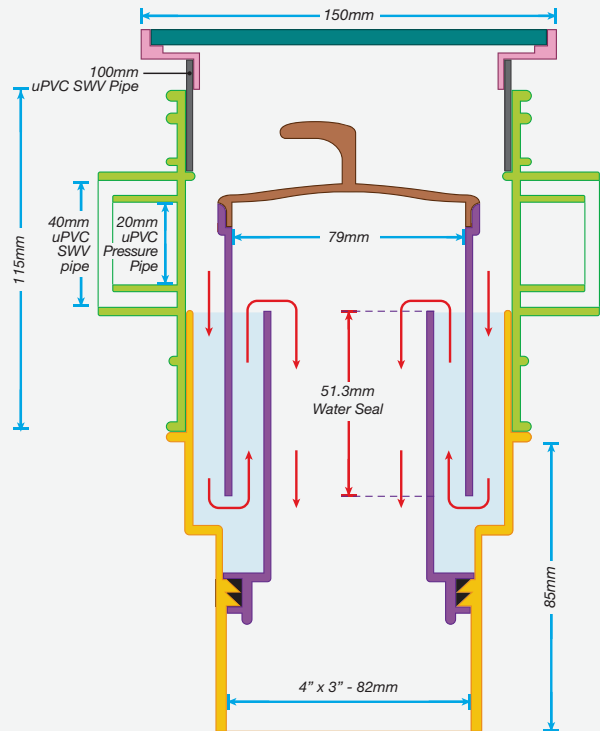 150mm
100mm
uPVC SWV Pipe
40mm
uPVC
SWV
pipe
20mm
uPVC
Pressure
Pipe
79mm
115mm
51.3mm
Water Seal
85mm
4” x 3” - 82mm